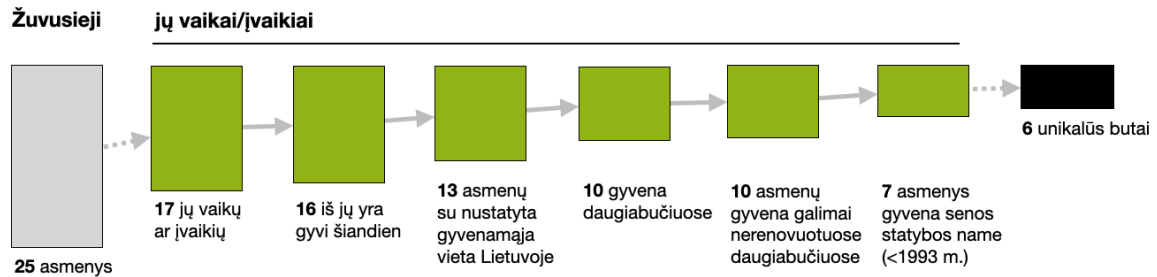 Žuvusieji
jų vaikai/įvaikiai
25 asmenys
17 jų vaikų
ar įvaikių
16 iš jų yra
gyvi šiandien
13 asmenų
su nustatyta
gyvenamąja
vieta Lietuvoje
10 gyvena
daugiabučiuose
10 asmenų
gyvena galimai
nerenovuotuose
daugiabučiuose
7 asmenys
gyvena senos
statybos name
(<1993 m.)
6 unikalūs butai